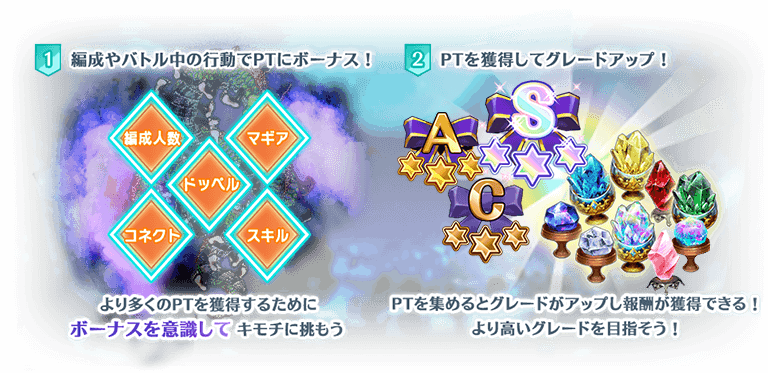 1 編成やバトル中の行動でPTにボーナス!
編成人数
マギア
ドッペル
コネクト
スキル
より多くのPTを獲得するために
ボーナスを意識して キモチに挑もう
2 PTを獲得してグレードアップ!
A
S
C
PTを集めるとグレードがアップし報酬が獲得できる!
より高いグレードを目指そう!